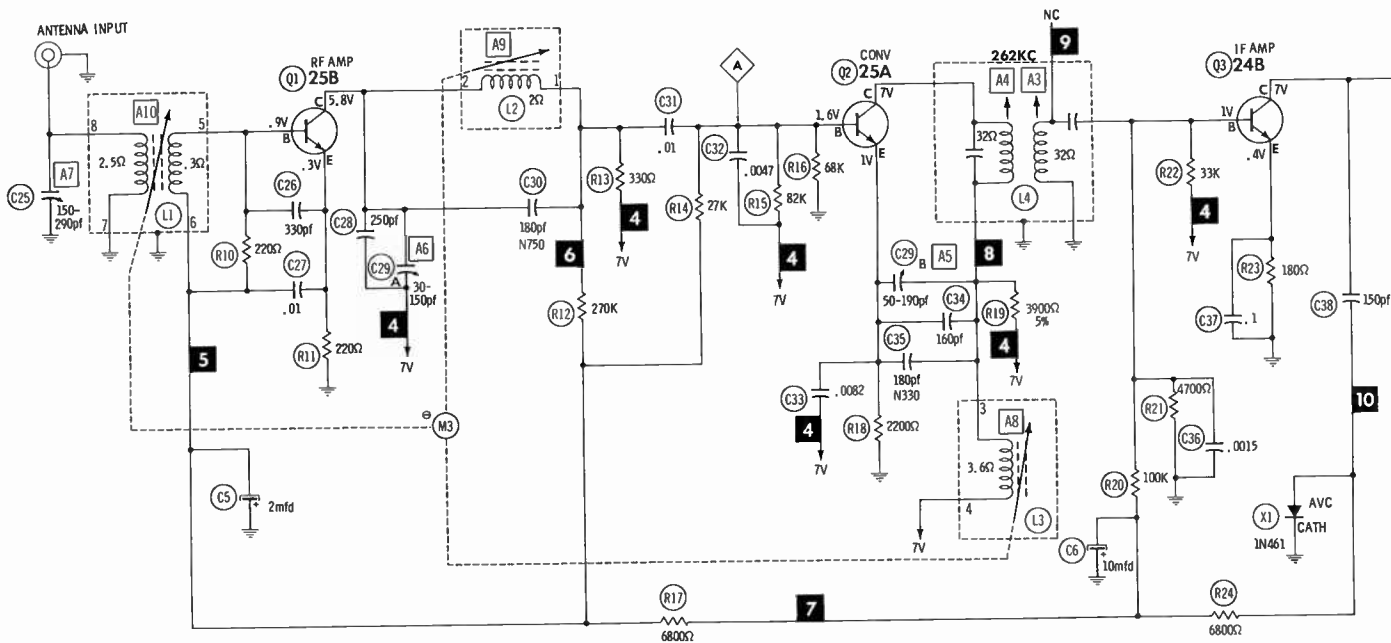 ANTENNA INPUT
A7
C25
150-
290pf
8
A10
5
2.5Ω
.3Ω
7
L1
6
RF AMP
Q1
25B
C
5.8V
.9V
B
E
.3V
C26
330pf
R10
220Ω
C27
.01
R11
220Ω
5
C5
+
2mfd
C28
250pf
A6
C29
A
30-
150pf
4
7V
A9
2
1
2Ω
L2
C30
180pf
N750
6
R12
270K
⊖
M3
C31
.01
R13
330Ω
4
7V
R14
27K
A
C32
.0047
R15
82K
4
7V
R16
68K
CONV
Q2
25A
C
7V
1.6V
B
E
1V
C29
B
A5
50-190pf
C34
160pf
C35
180pf
N330
C33
.0082
4
7V
R18
2200Ω
262KC
A4
A3
32Ω
32Ω
L4
NC
9
8
R19
3900Ω
5%
4
7V
3
A8
3.6Ω
4
L3
7V
IF AMP
Q3
24B
C
7V
1V
B
E
.4V
R22
33K
4
7V
R23
180Ω
C37
.1
C38
150pf
R21
4700Ω
C36
.0015
R20
100K
C6
+
10mfd
10
X1
AVC
CATH
1N461
R17
6800Ω
7
R24
6800Ω